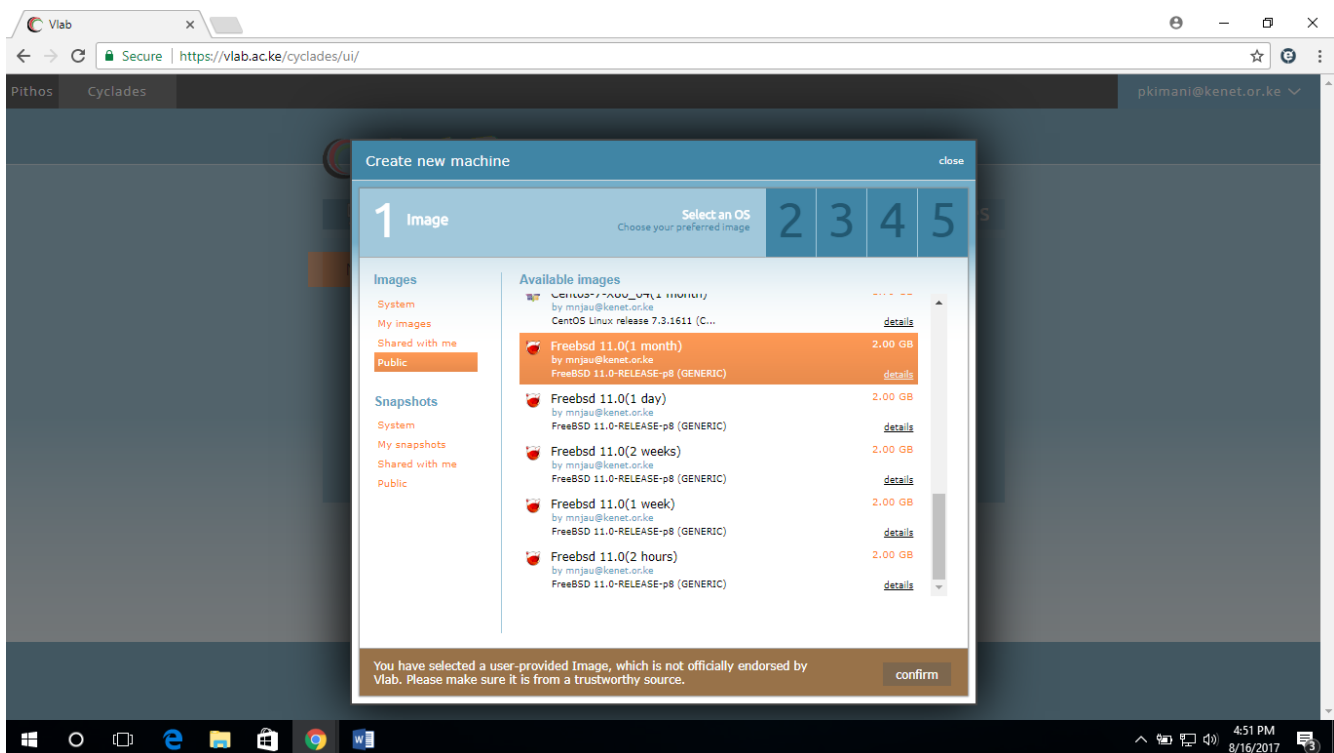 Vlab
Secure | https://vlab.ac.ke/cyclades/ui/
Pithos Cyclades pkimani@kenet.or.ke
Create new machine close
1 Image Select an OS 2 3 4 5
Choose your preferred image
Images
System
My images
Shared with me
Public
Snapshots
System
My snapshots
Shared with me
Public
Available images
Centos-7-X86_64(1 month)
by mnjau@kenet.or.ke
CentOS Linux release 7.3.1611 (C... details
Freebsd 11.0(1 month) 2.00 GB
by mnjau@kenet.or.ke
FreeBSD 11.0-RELEASE-p8 (GENERIC) details
Freebsd 11.0(1 day) 2.00 GB
by mnjau@kenet.or.ke
FreeBSD 11.0-RELEASE-p8 (GENERIC) details
Freebsd 11.0(2 weeks) 2.00 GB
by mnjau@kenet.or.ke
FreeBSD 11.0-RELEASE-p8 (GENERIC) details
Freebsd 11.0(1 week) 2.00 GB
by mnjau@kenet.or.ke
FreeBSD 11.0-RELEASE-p8 (GENERIC) details
Freebsd 11.0(2 hours) 2.00 GB
by mnjau@kenet.or.ke
FreeBSD 11.0-RELEASE-p8 (GENERIC) details
You have selected a user-provided Image, which is not officially endorsed by
Vlab. Please make sure it is from a trustworthy source.
confirm
4:51 PM
8/16/2017
3